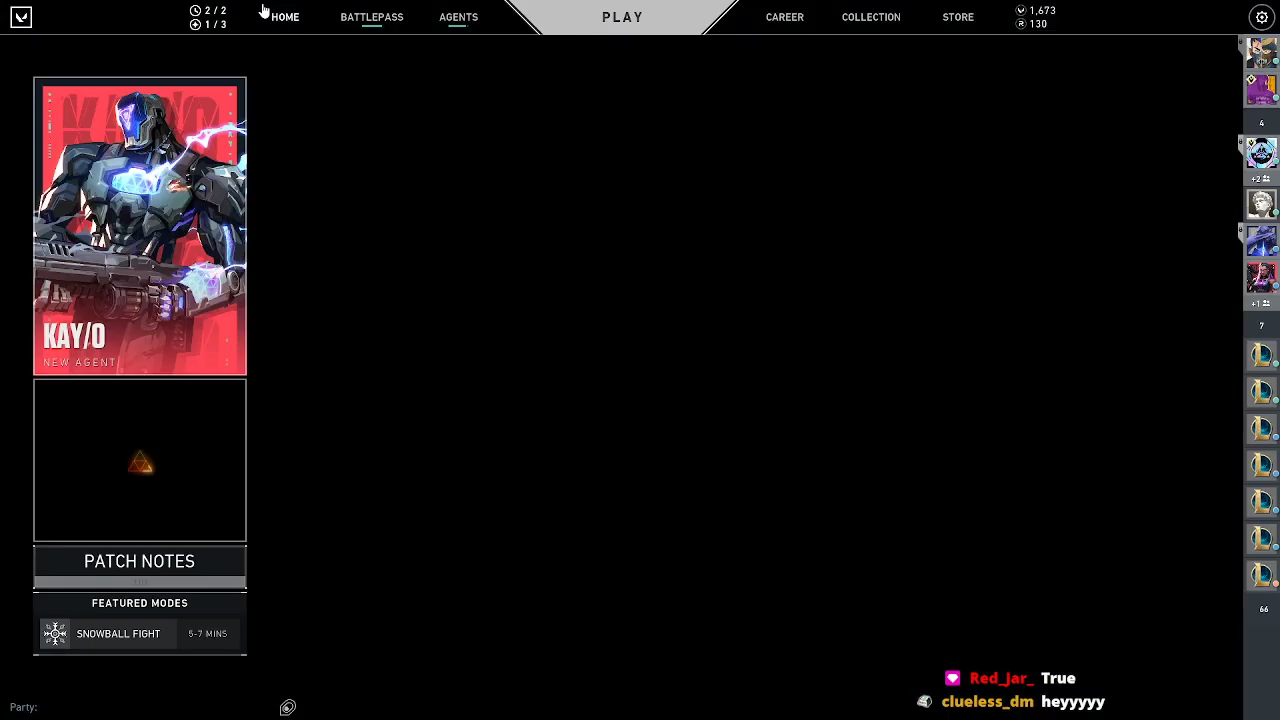 2 / 2
1 / 3
HOME
BATTLEPASS
AGENTS
PLAY
CAREER
COLLECTION
STORE
1,673
130
KAY/O
KAY/O
NEW AGENT
PATCH NOTES
FEATURED MODES
SNOWBALL FIGHT
5-7 MINS
4
+2
+1
7
66
Red_Jar_ True
clueless_dm heyyyyy
Party: